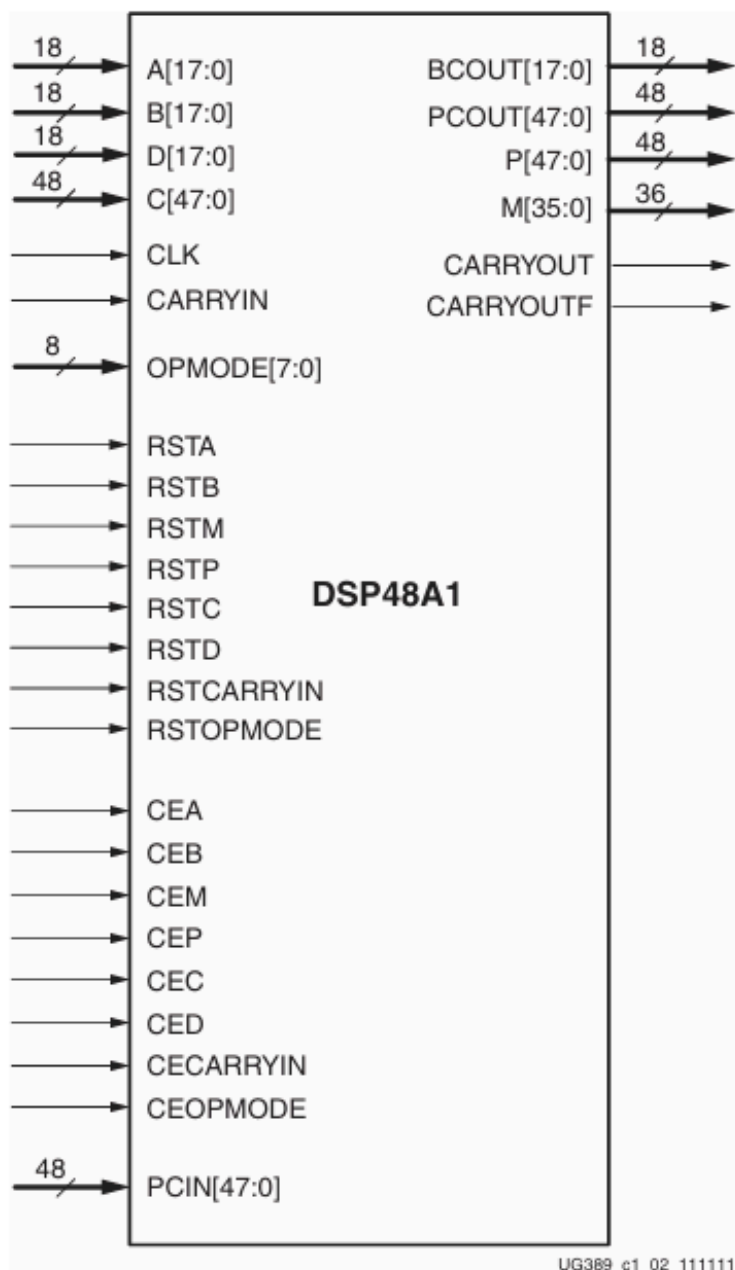 18 A[17:0] BCOUT[17:0] 18
18 B[17:0] PCOUT[47:0] 48
18 D[17:0] P[47:0] 48
48 C[47:0] M[35:0] 36
CLK CARRYOUT
CARRYIN CARRYOUTF
8 OPMODE[7:0]
RSTA
RSTB
RSTM
RSTP
DSP48A1
RSTC
RSTD
RSTCARRYIN
RSTOPMODE
CEA
CEB
CEM
CEP
CEC
CED
CECARRYIN
CEOPMODE
48 PCIN[47:0]
UG389_c1_02_111111